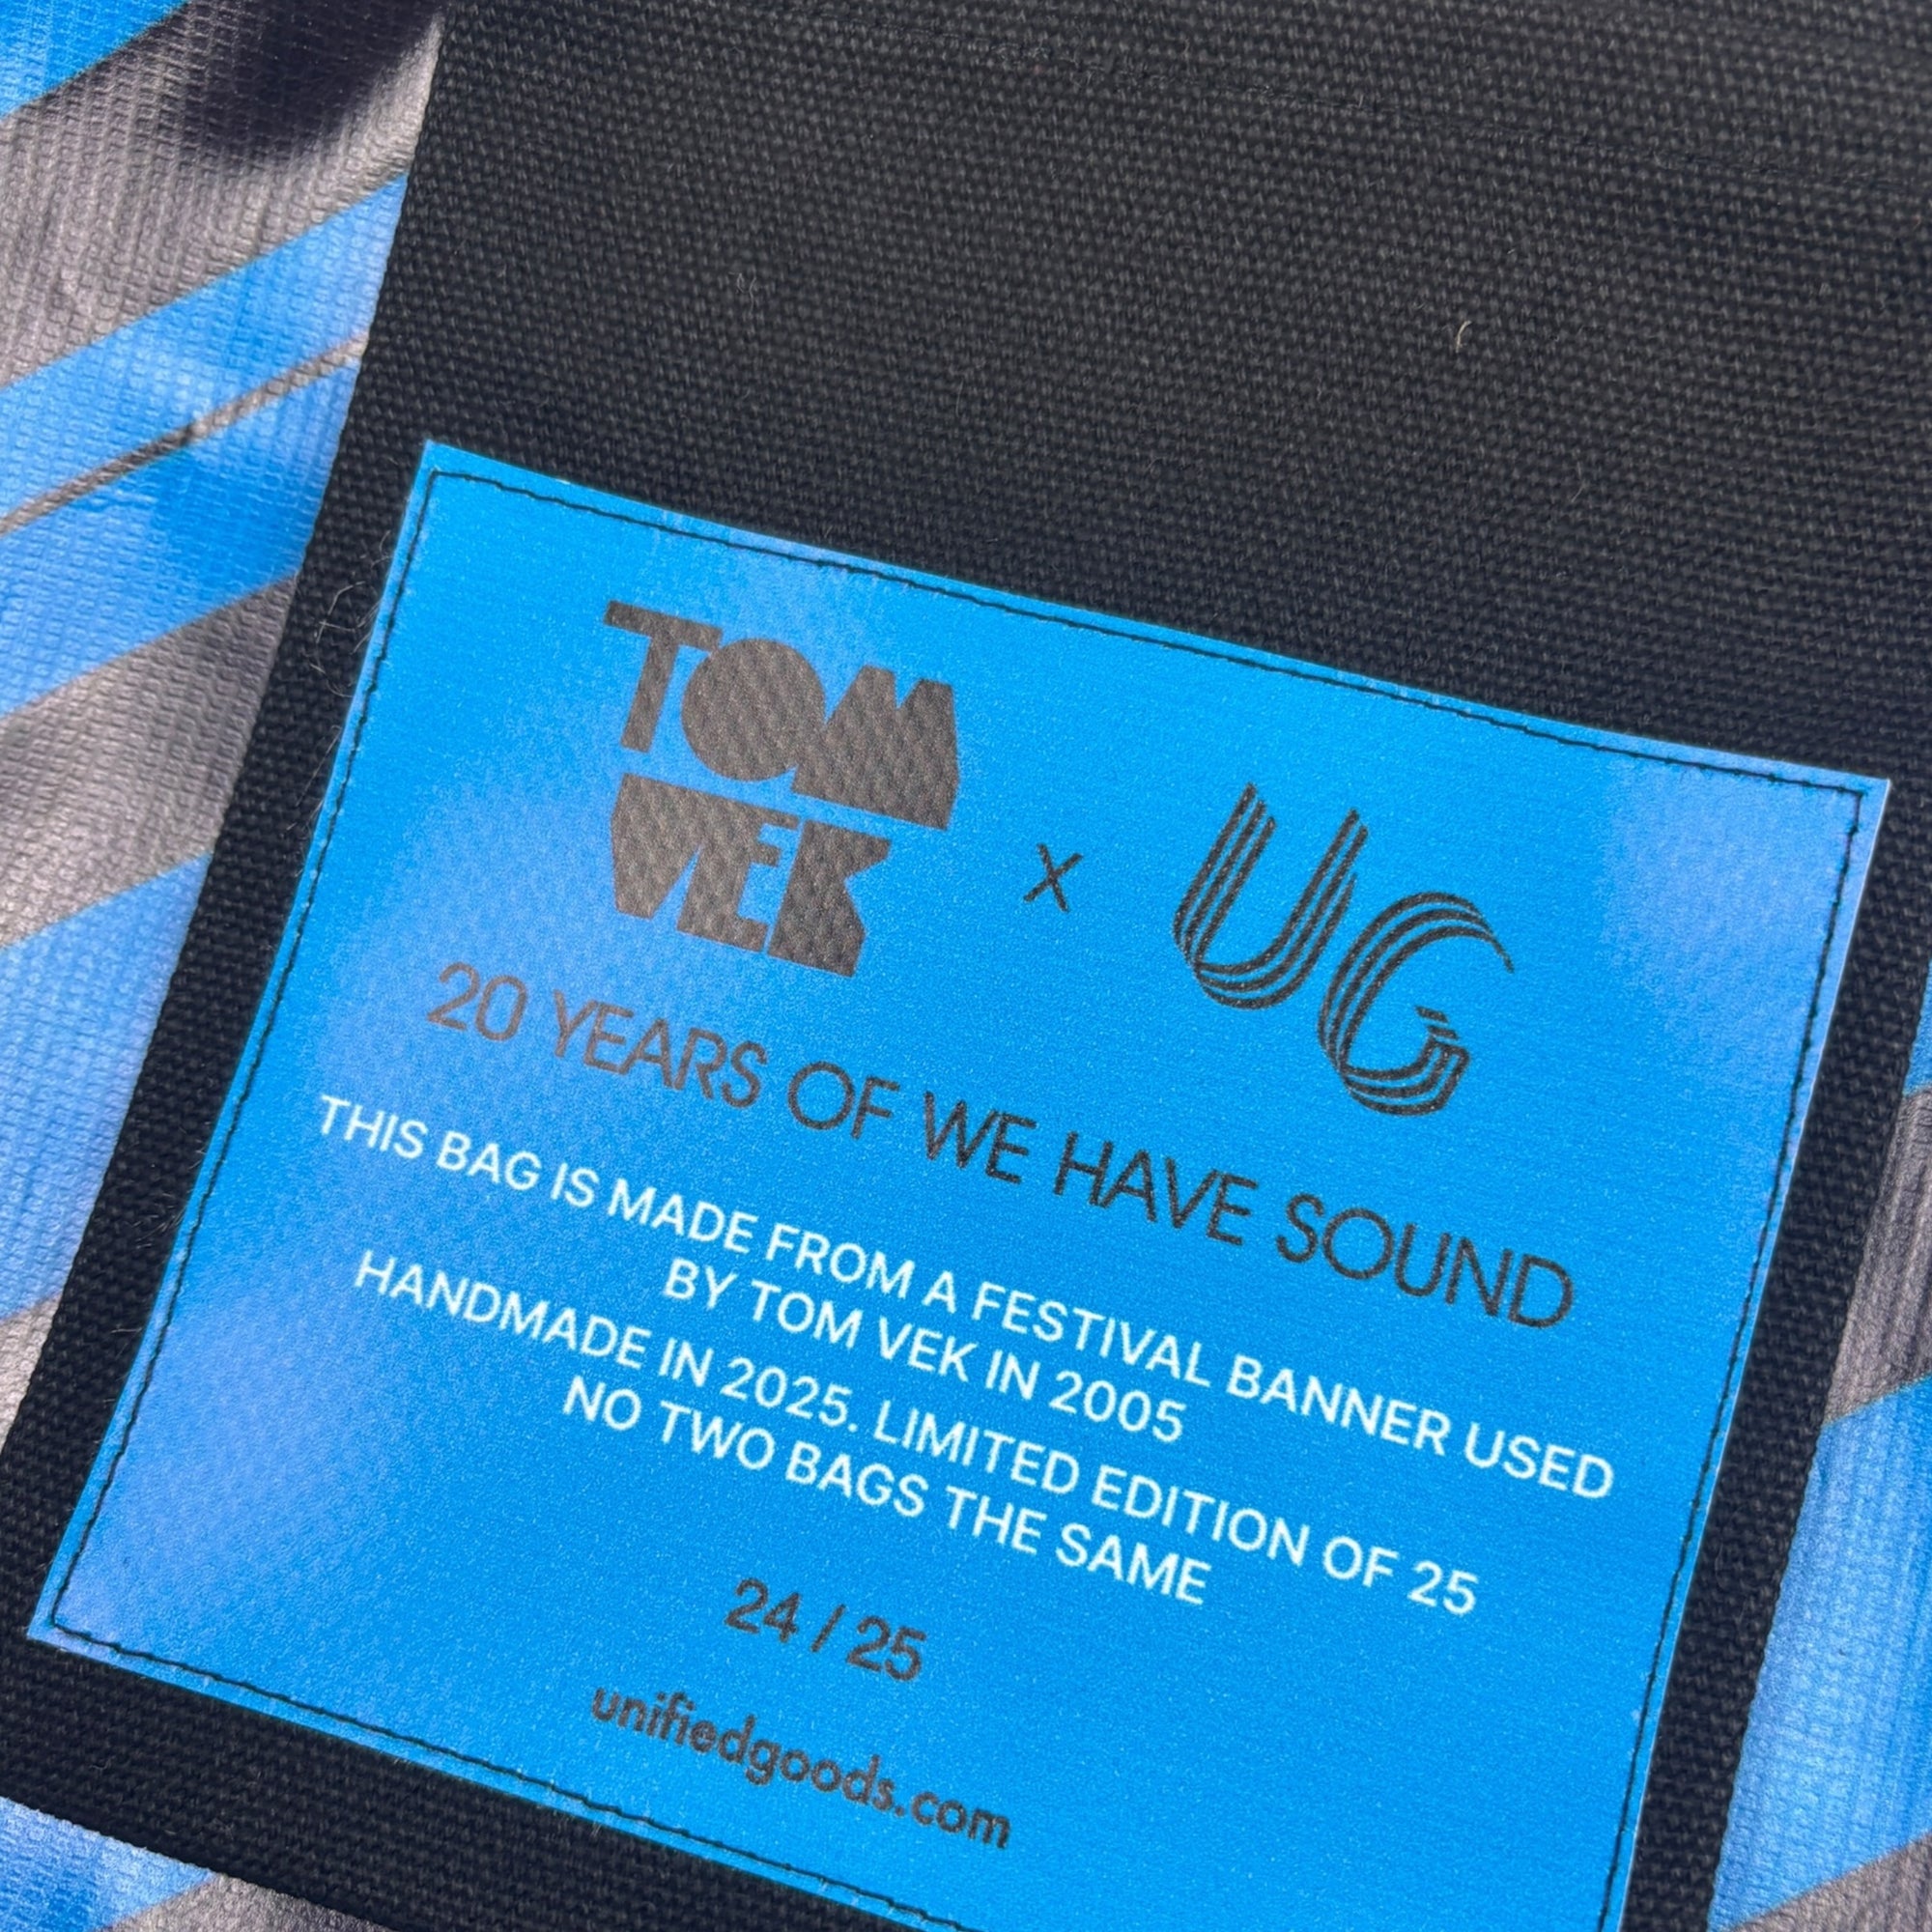 TOM
VEK
X
UG
20 YEARS OF WE HAVE SOUND
THIS BAG IS MADE FROM A FESTIVAL BANNER USED
BY TOM VEK IN 2005
HANDMADE IN 2025. LIMITED EDITION OF 25
NO TWO BAGS THE SAME
24 / 25
unifiedgoods.com